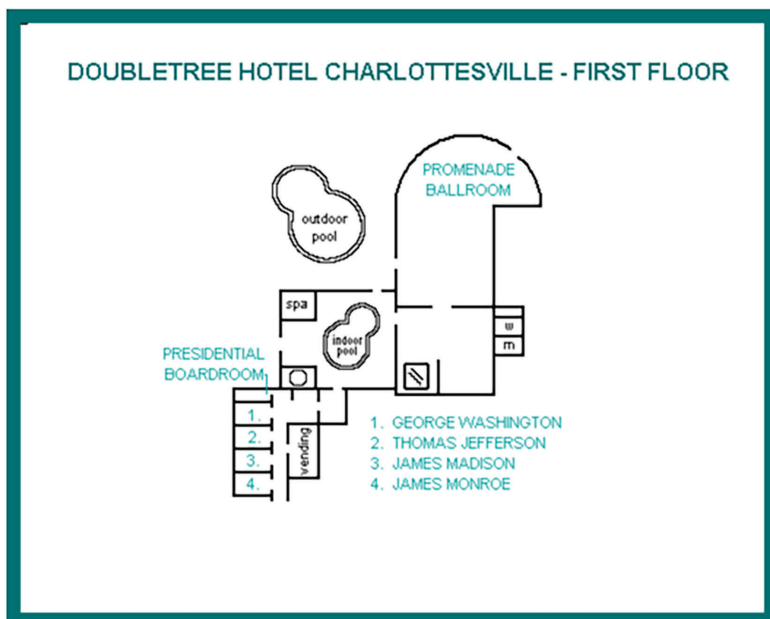 DOUBLETREE HOTEL CHARLOTTESVILLE - FIRST FLOOR
PROMENADE
BALLROOM
outdoor
pool
spa
indoor
pool
w
m
PRESIDENTIAL
BOARDROOM
1.
2.
3.
4.
vending
1. GEORGE WASHINGTON
2. THOMAS JEFFERSON
3. JAMES MADISON
4. JAMES MONROE